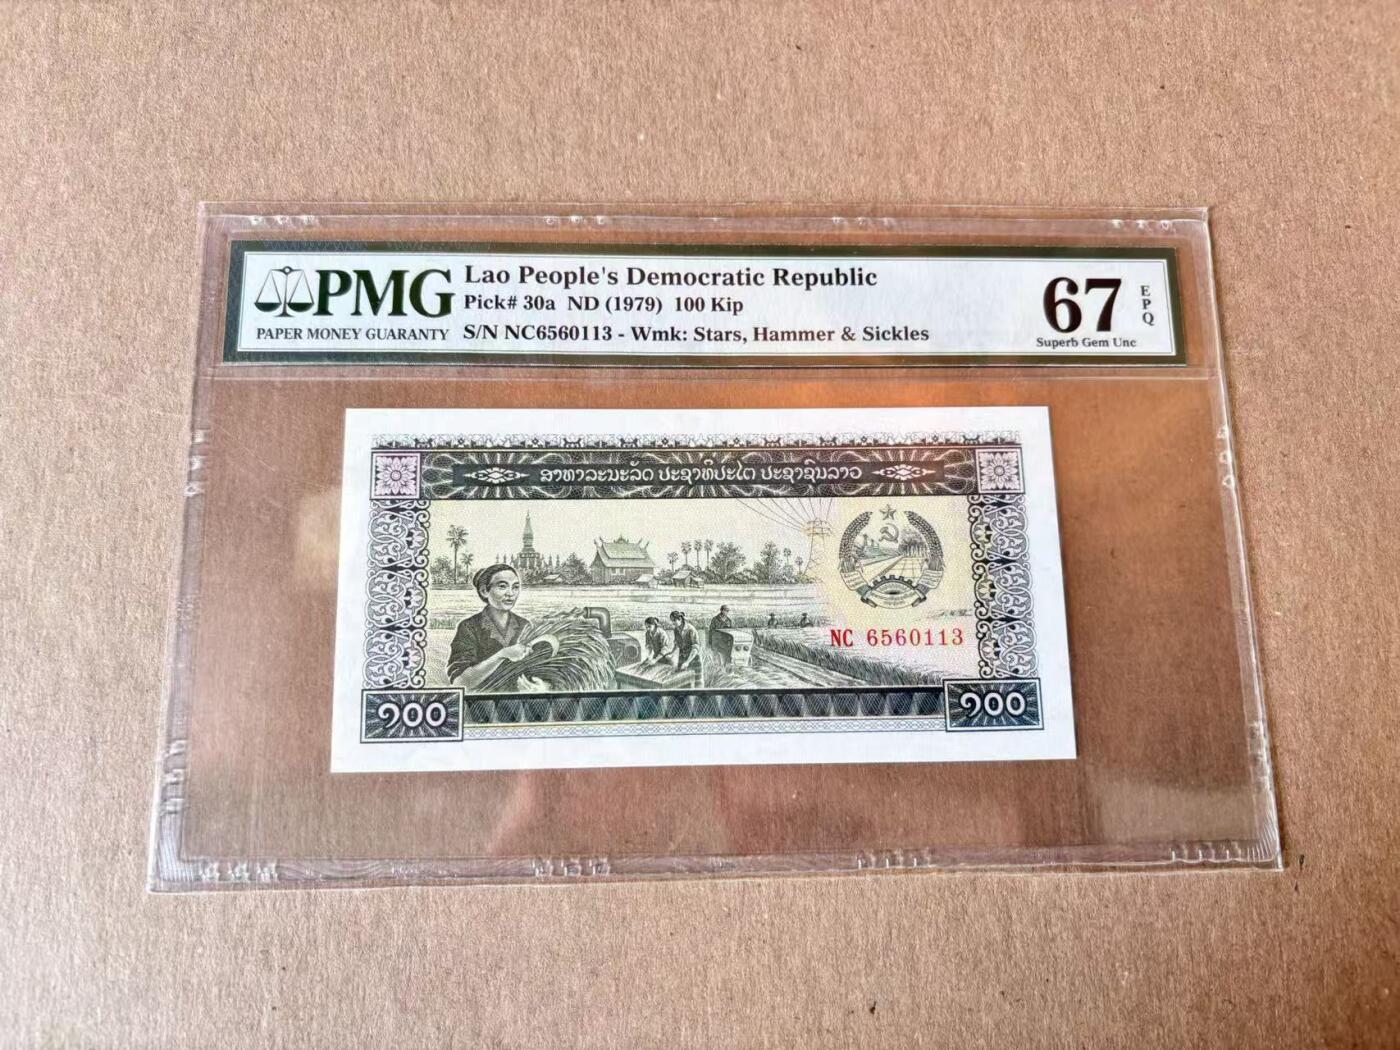 PMG
PAPER MONEY GUARANTY
Lao People's Democratic Republic
Pick# 30a ND (1979) 100 Kip
S/N NC6560113 - Wmk: Stars, Hammer & Sickles
67
EPQ
Superb Gem Unc
ສາທາລະນະລັດ ປະຊາທິປະໄຕ ປະຊາຊົນລາວ
NC 6560113
໑໐໐
໑໐໐